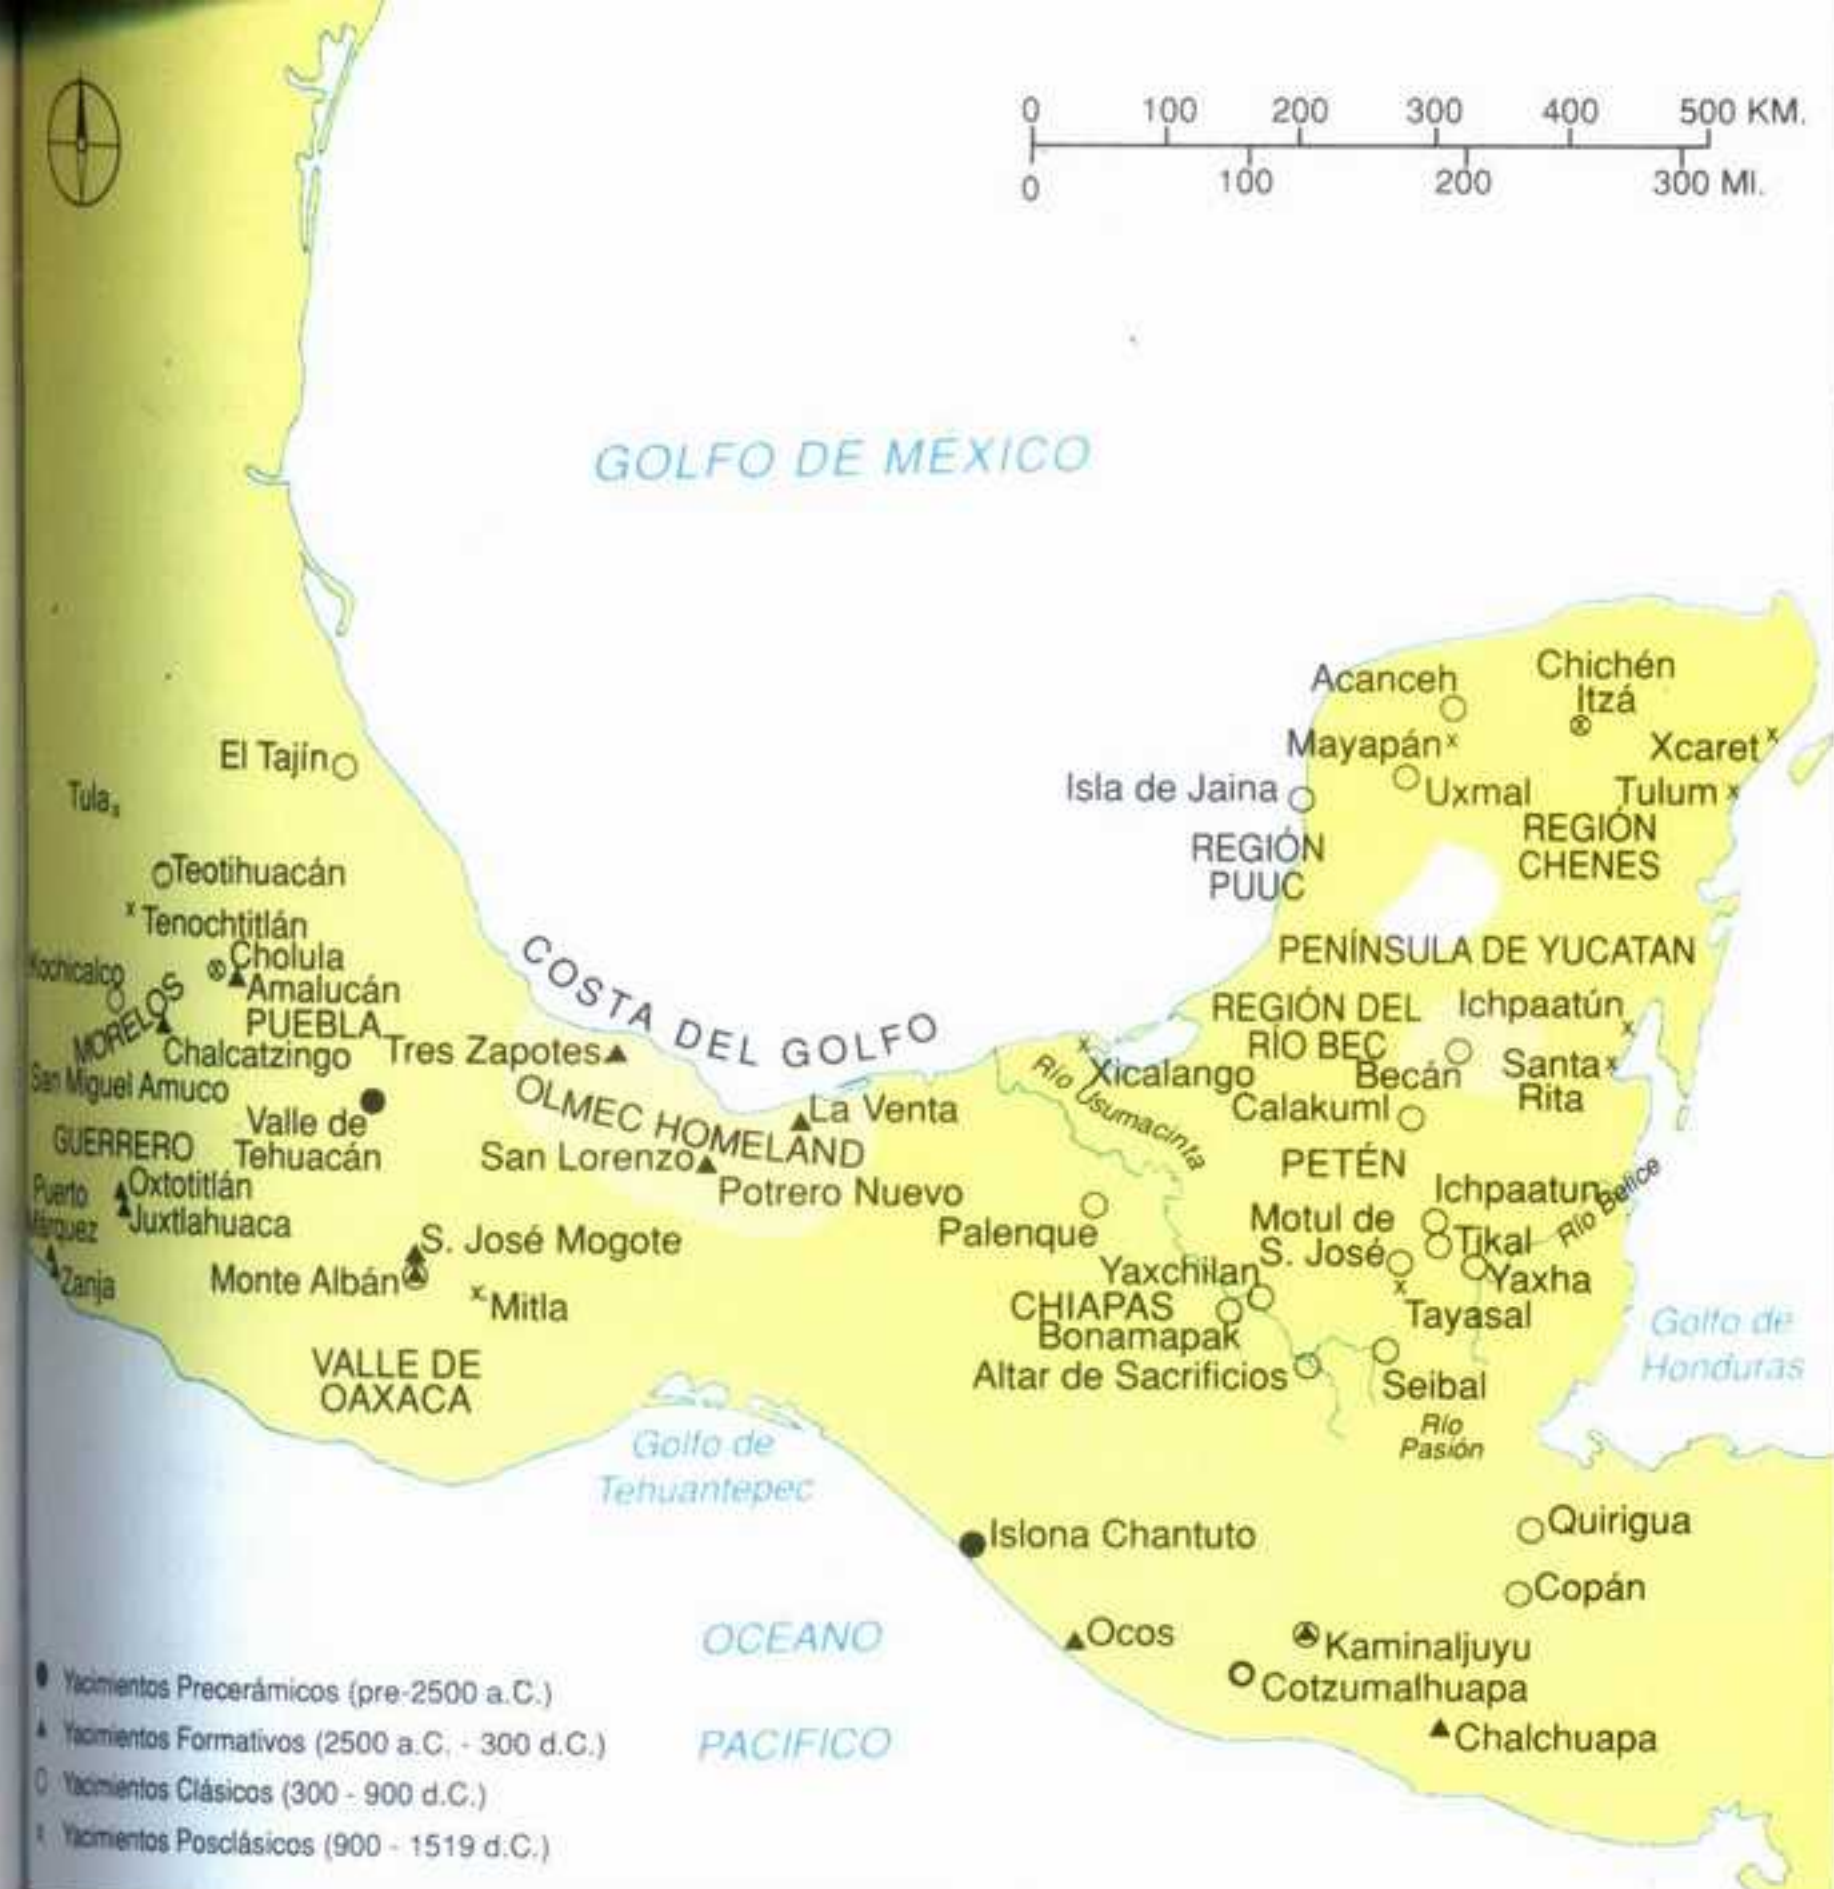 0 100 200 300 400 500 KM.
0 100 200 300 MI.
GOLFO DE MÉXICO
Acanceh
Chichén
Itzá
Mayapán x
Xcaret x
El Tajín
Isla de Jaina
Uxmal
Tulum x
Tula x
REGIÓN
PUUC
REGIÓN
CHENES
Teotihuacán
x Tenochtitlán
Cholula
Xochicalco
Amalucán
MORELOS
PUEBLA
Chalcatzingo
COSTA DEL GOLFO
PENÍNSULA DE YUCATAN
REGIÓN DEL
RÍO BEC
Ichpaatún
x
Tres Zapotes
x
Xicalango
Becán
Santa x
Rita
San Miguel Amuco
OLMEC HOMELAND
La Venta
Río Usumacinta
Calakuml
Valle de
Tehuacán
GUERRERO
San Lorenzo
Potrero Nuevo
PETÉN
Puerto
Márquez
Oxtotitlán
Juxtlahuaca
Ichpaatun
Río Belice
Palenque
Motul de
S. José
Tikal
S. José Mogote
Zanja
Monte Albán
x Mitla
Yaxchilan
Yaxha
x
Tayasal
CHIAPAS
Bonamapak
Altar de Sacrificios
Seibal
Golfo de
Honduras
VALLE DE
OAXACA
Río
Pasión
Golfo de
Tehuantepec
Islona Chantuto
Quirigua
Copán
Ocos
Kaminaljuyu
Cotzumalhuapa
Chalchuapa
OCEANO
PACIFICO
Yacimientos Precerámicos (pre-2500 a.C.)
Yacimientos Formativos (2500 a.C. - 300 d.C.)
Yacimientos Clásicos (300 - 900 d.C.)
x Yacimientos Posclásicos (900 - 1519 d.C.)